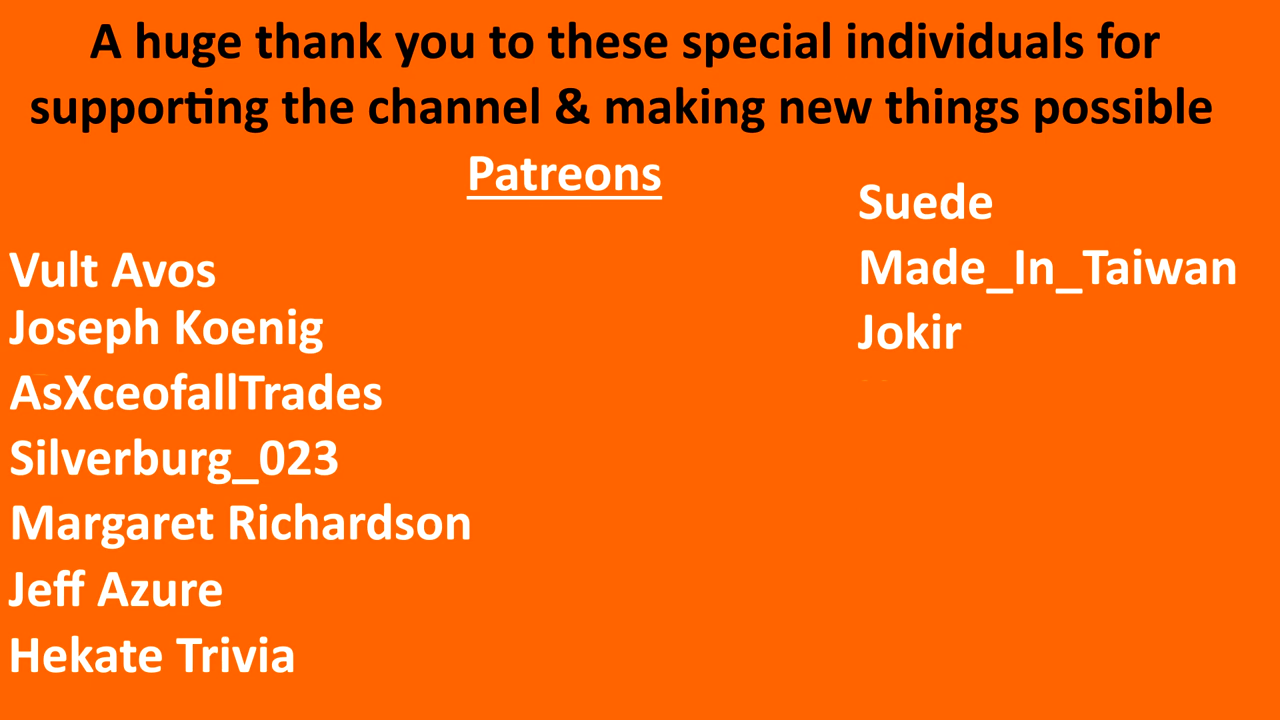 A huge thank you to these special individuals for
supporting the channel & making new things possible
Patreons
Vult Avos
Joseph Koenig
AsXceofallTrades
Silverburg_023
Margaret Richardson
Jeff Azure
Hekate Trivia
Suede
Made_In_Taiwan
Jokir